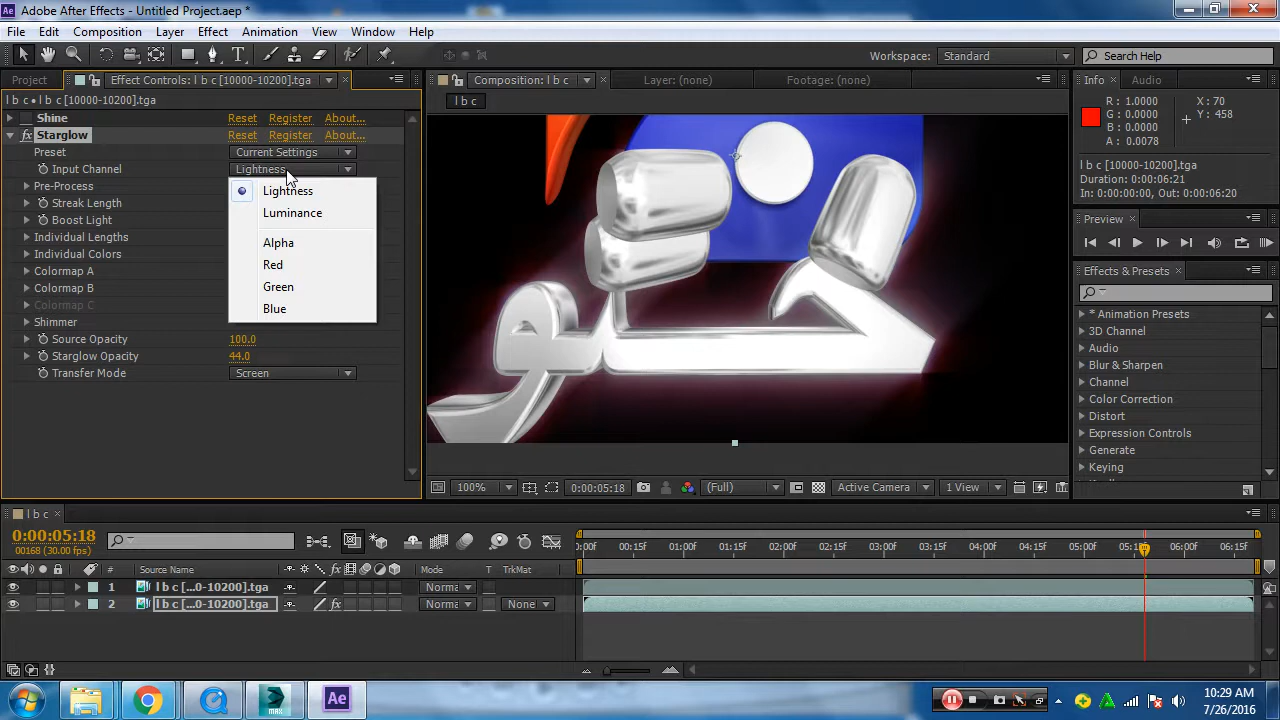 Adobe After Effects - Untitled Project.aep *
File Edit Composition Layer Effect Animation View Window Help
Workspace: Standard Search Help
Project Effect Controls: l b c [10000-10200].tga Composition: l b c Layer: (none) Footage: (none) Info Audio
l b c • l b c [10000-10200].tga
l b c
Shine Reset Register About...
Starglow Reset Register About...
Preset Current Settings
Input Channel Lightness
Lightness
Luminance
Alpha
Red
Green
Blue
Pre-Process
Streak Length
Boost Light
Individual Lengths
Individual Colors
Colormap A
Colormap B
Colormap C
Shimmer
Source Opacity 100.0
Starglow Opacity 44.0
Transfer Mode Screen
R : 1.0000
G : 0.0000
B : 0.0000
A : 0.0078
X : 70
Y : 458
l b c [10000-10200].tga
Duration: 0:00:06:21
In: 0:00:00:00, Out: 0:00:06:20
Preview
Effects & Presets
* Animation Presets
3D Channel
Audio
Blur & Sharpen
Channel
Color Correction
Distort
Expression Controls
Generate
Keying
100% 0:00:05:18 (Full) Active Camera 1 View
l b c
0:00:05:18
00168 (30.00 fps)
:00f 00:15f 01:00f 01:15f 02:00f 02:15f 03:00f 03:15f 04:00f 04:15f 05:00f 06:00f 06:15f
# Source Name Mode T TrkMat
1 l b c [...0-10200].tga Norma
2 l b c [...0-10200].tga Norma None
MAX Ae
10:29 AM
7/26/2016